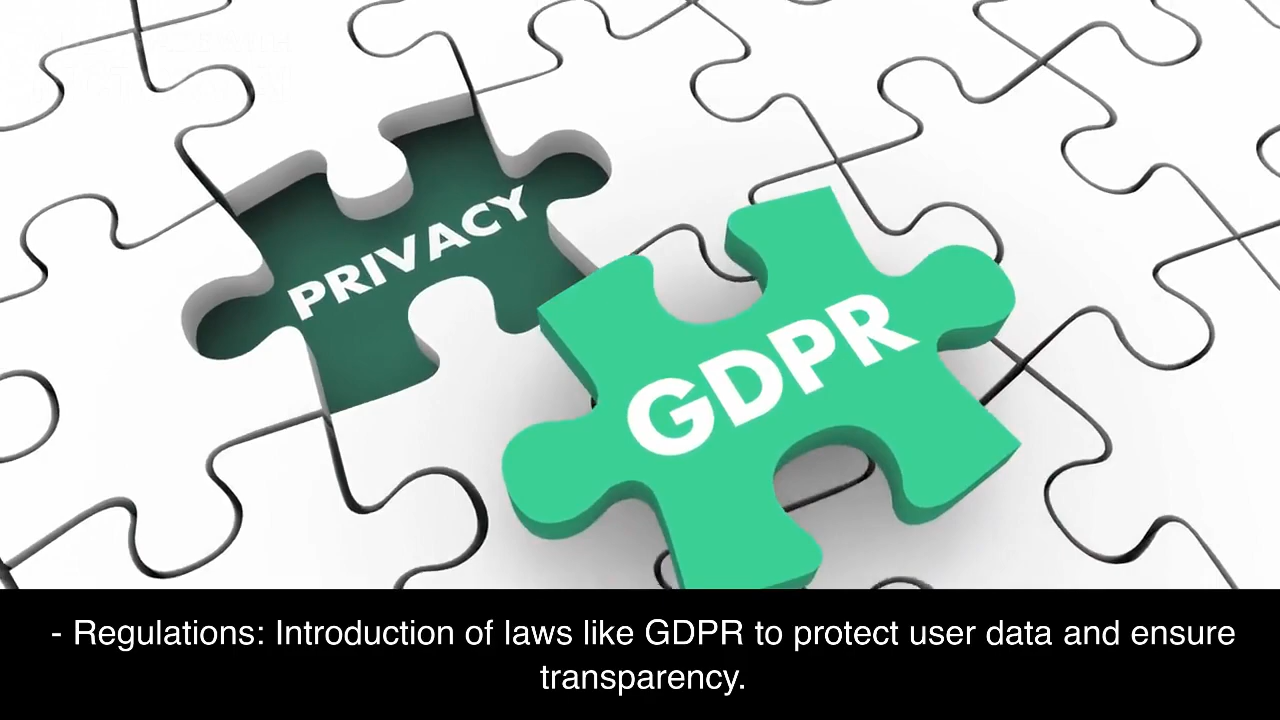 PRIVACY
GDPR
- Regulations: Introduction of laws like GDPR to protect user data and ensure
transparency.